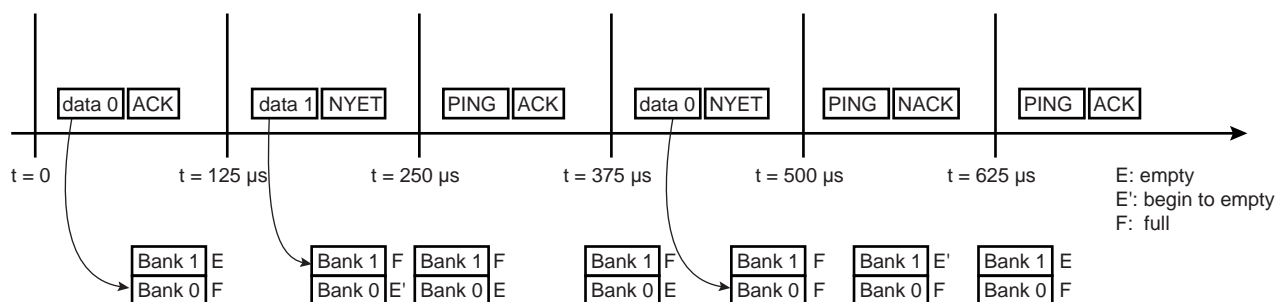 data 0 ACK data 1 NYET PING ACK data 0 NYET PING NACK PING ACK
t = 0 t = 125 μs t = 250 μs t = 375 μs t = 500 μs t = 625 μs
E: empty
E': begin to empty
F: full
Bank 1 E Bank 1 F Bank 1 F Bank 1 F Bank 1 F Bank 1 E' Bank 1 E
Bank 0 F Bank 0 E' Bank 0 E Bank 0 E Bank 0 F Bank 0 F Bank 0 F